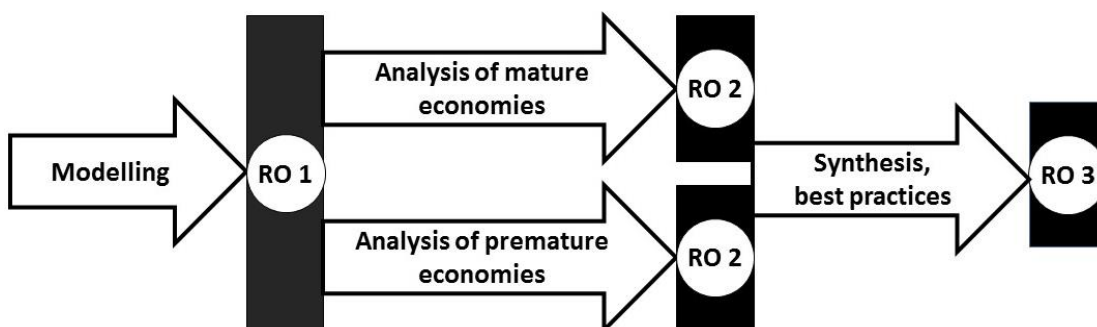 Modelling
RO 1
Analysis of mature
economies
RO 2
Analysis of premature
economies
RO 2
Synthesis,
best practices
RO 3